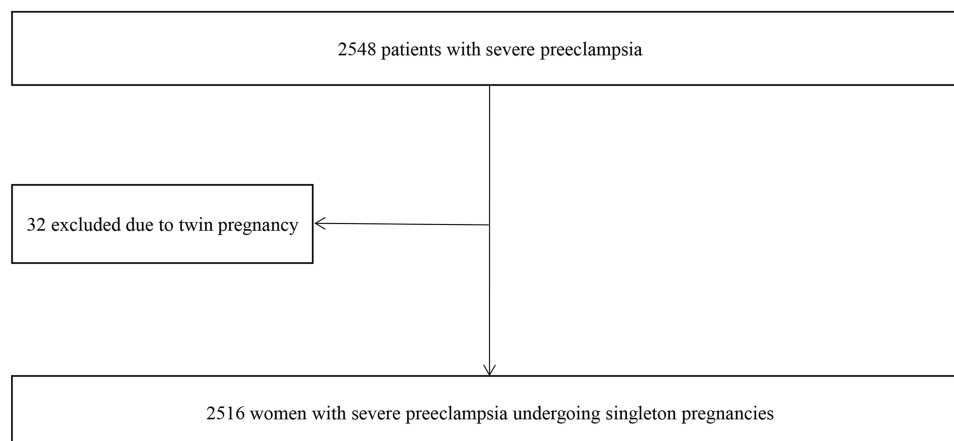 2548 patients with severe preeclampsia
32 excluded due to twin pregnancy
2516 women with severe preeclampsia undergoing singleton pregnancies